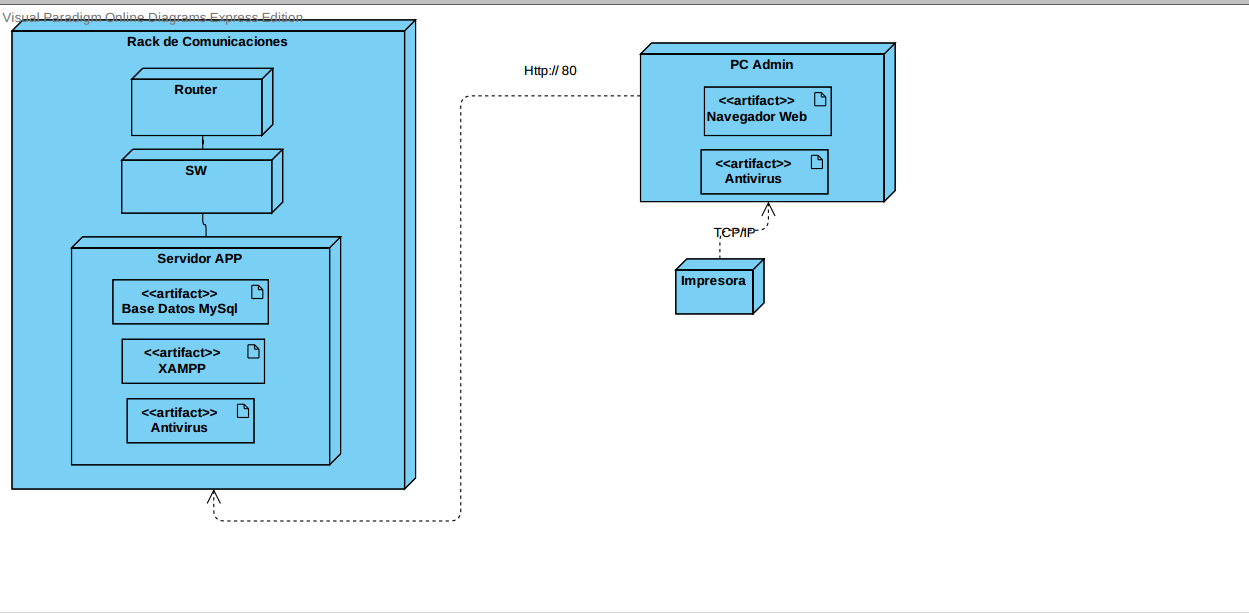 Visual Paradigm Online Diagrams Express Edition
Rack de Comunicaciones
Router
SW
Servidor APP
<<artifact>>
Base Datos MySql
<<artifact>>
XAMPP
<<artifact>>
Antivirus
Http:// 80
PC Admin
<<artifact>>
Navegador Web
<<artifact>>
Antivirus
TCP/IP
Impresora